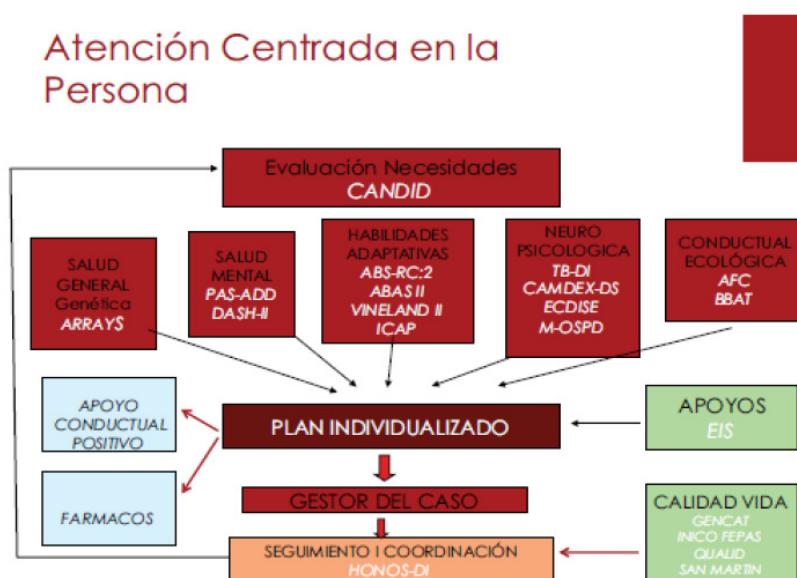 Atención Centrada en la
Persona
Evaluación Necesidades
CANDID
SALUD
GENERAL
Genética
ARRAYS
SALUD
MENTAL
PAS-ADD
DASH-II
HABILIDADES
ADAPTATIVAS
ABS-RC:2
ABAS II
VINELAND II
ICAP
NEURO
PSICOLOGICA
TB-DI
CAMDEX-DS
ECDISE
M-OSPD
CONDUCTUAL
ECOLÓGICA
AFC
BBAT
APOYO
CONDUCTUAL
POSITIVO
PLAN INDIVIDUALIZADO
APOYOS
EIS
FARMACOS
GESTOR DEL CASO
CALIDAD VIDA
GENCAT
INICO FEPAS
QUALID
SAN MARTIN
SEGUIMIENTO I COORDINACIÓN
HONOS-DI